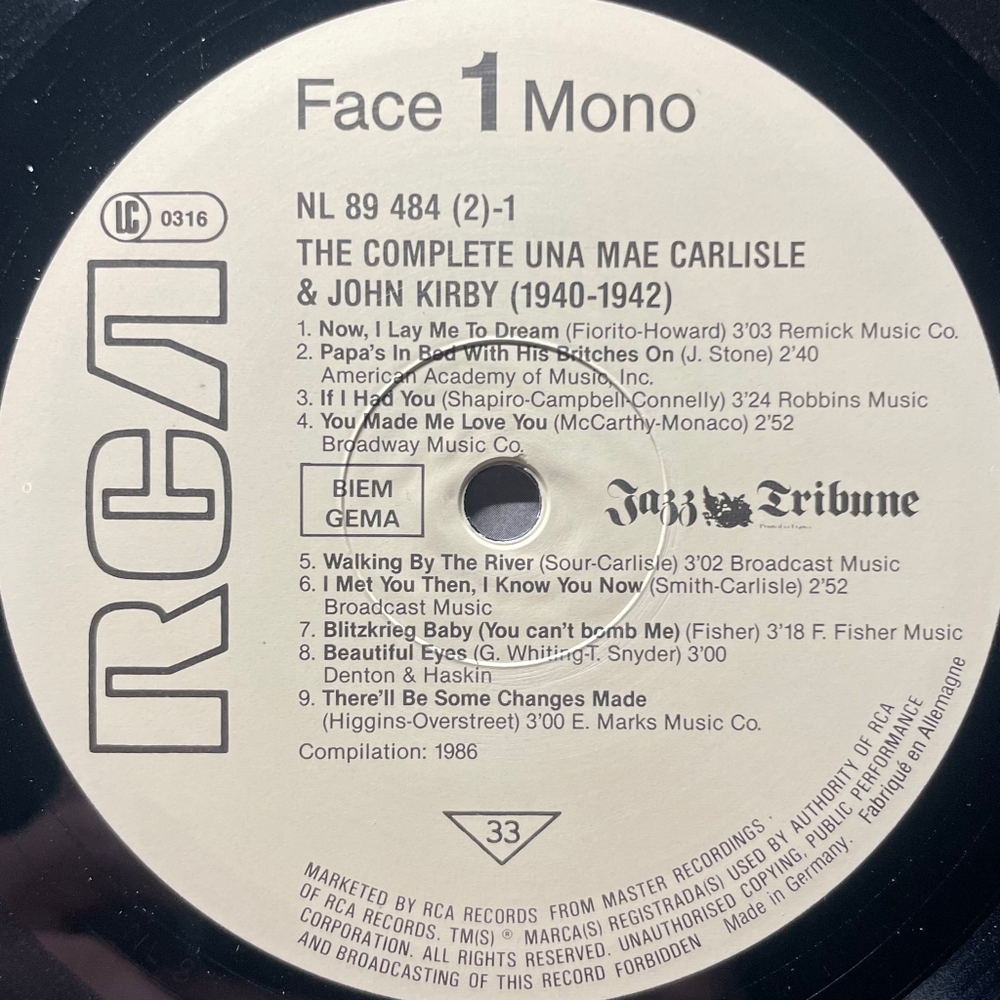 Face 1 Mono
LC 0316
NL 89 484 (2)-1
THE COMPLETE UNA MAE CARLISLE
& JOHN KIRBY (1940-1942)
1. Now, I Lay Me To Dream (Fiorito-Howard) 3'03 Remick Music Co.
2. Papa's In Bed With His Britches On (J. Stone) 2'40
American Academy of Music, Inc.
3. If I Had You (Shapiro-Campbell-Connelly) 3'24 Robbins Music
4. You Made Me Love You (McCarthy-Monaco) 2'52
Broadway Music Co.
RCA
BIEM
GEMA
Jazz Tribune
Printed in France
5. Walking By The River (Sour-Carlisle) 3'02 Broadcast Music
6. I Met You Then, I Know You Now (Smith-Carlisle) 2'52
Broadcast Music
7. Blitzkrieg Baby (You can't bomb Me) (Fisher) 3'18 F. Fisher Music
8. Beautiful Eyes (G. Whiting-T. Snyder) 3'00
Denton & Haskin
9. There'll Be Some Changes Made
(Higgins-Overstreet) 3'00 E. Marks Music Co.
Compilation: 1986
33
MARKETED BY RCA RECORDS FROM MASTER RECORDINGS ·
OF RCA RECORDS. TM(S) ® MARCA(S) REGISTRADA(S) USED BY AUTHORITY OF RCA
CORPORATION. ALL RIGHTS RESERVED. UNAUTHORISED COPYING, PUBLIC PERFORMANCE
AND BROADCASTING OF THIS RECORD FORBIDDEN Made in Germany. Fabriqué en Allemagne